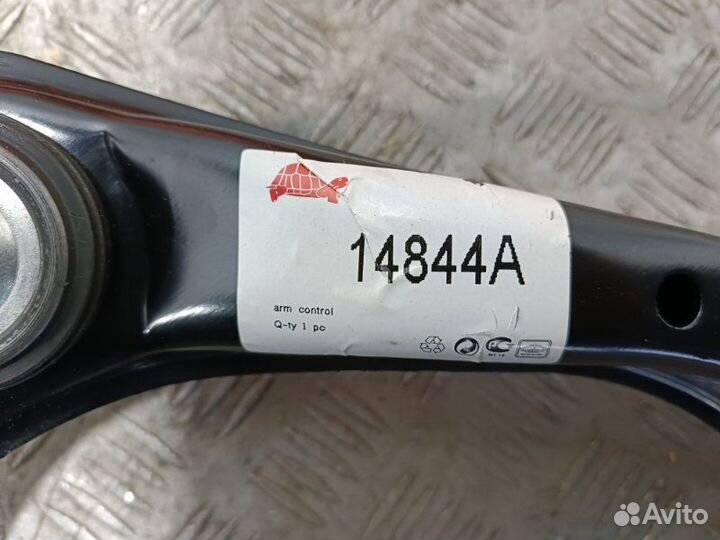 14844A
arm control
Q-ty 1 pc
Avito